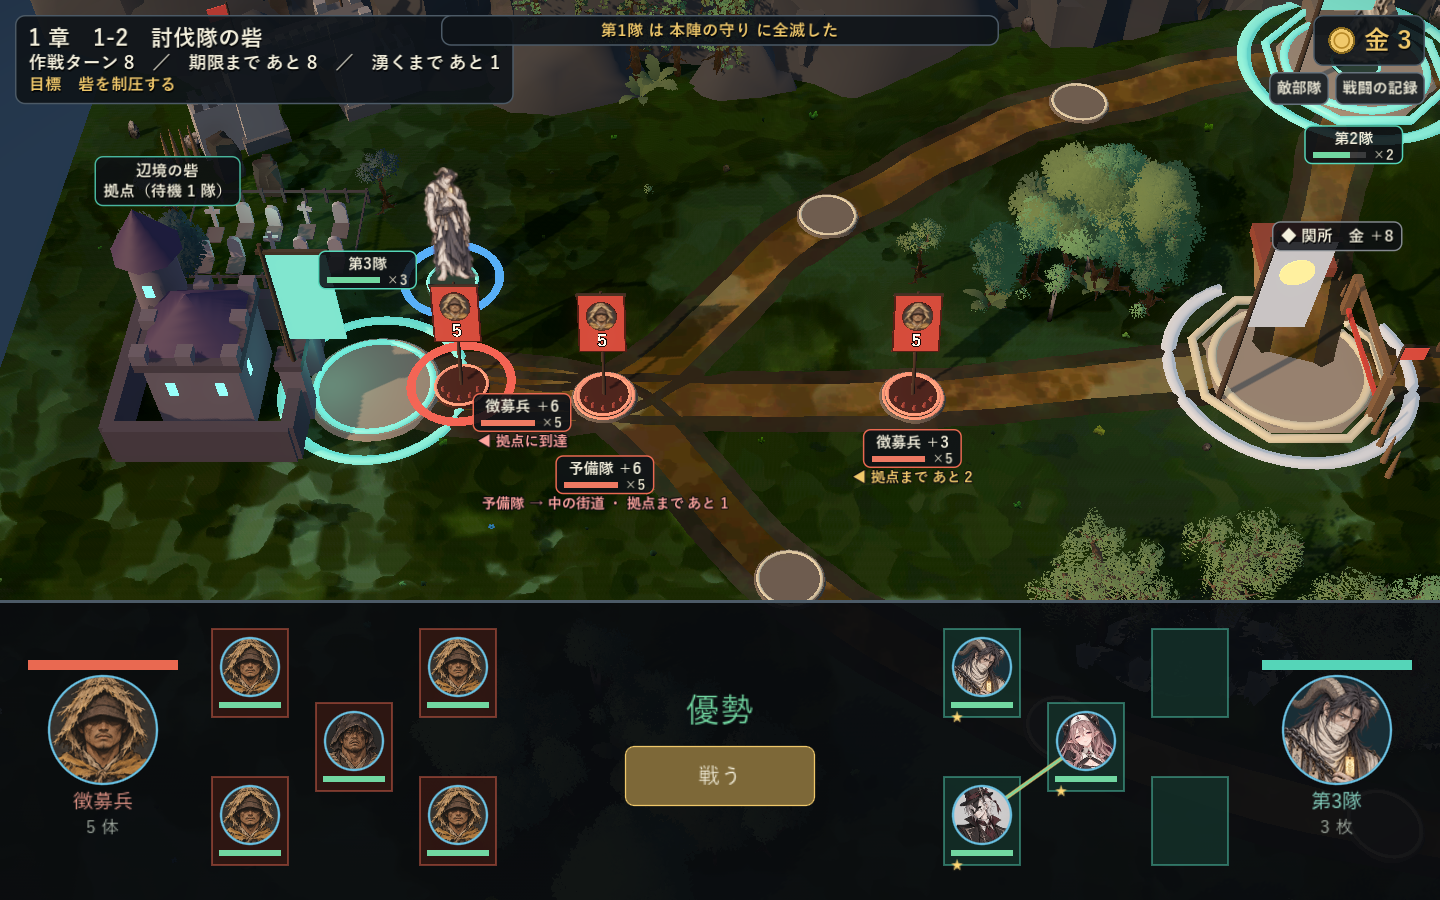 1 章　1-2　討伐隊の砦
作戦ターン 8　／　期限まで あと 8　／　湧くまで あと 1
目標　砦を制圧する
第1隊 は 本陣の守り に全滅した
金 3
敵部隊
戦闘の記録
第2隊
×2
辺境の砦
拠点（待機 1 隊）
◆ 関所　金 +8
第3隊
×3
5
5
5
徴募兵 +6
×5
◀ 拠点に到達
予備隊 +6
×5
予備隊 → 中の街道 ・ 拠点まで あと 1
徴募兵 +3
×5
◀ 拠点まで あと 2
徴募兵
5 体
優勢
戦う
第3隊
3 枚